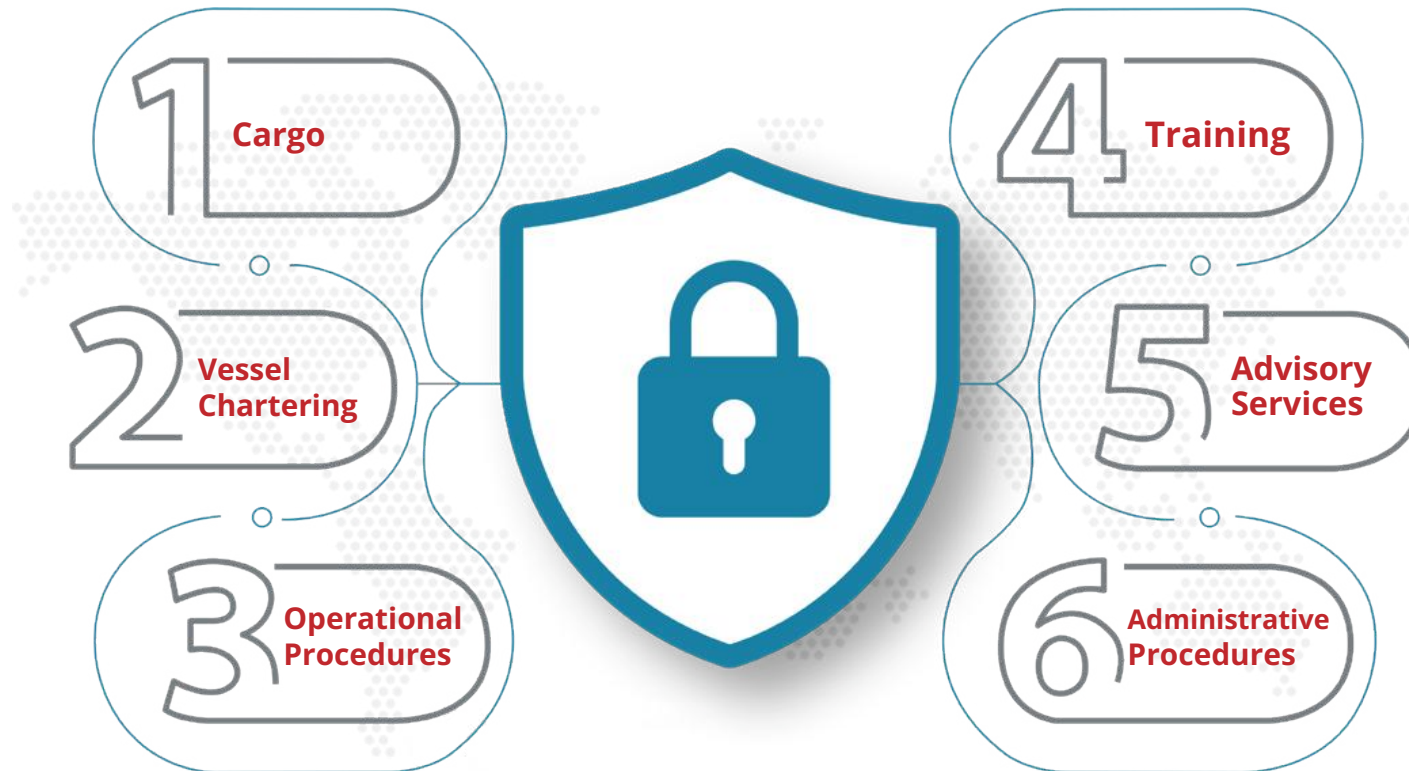 1
Cargo
2
Vessel
Chartering
3
Operational
Procedures
4
Training
5
Advisory
Services
6
Administrative
Procedures